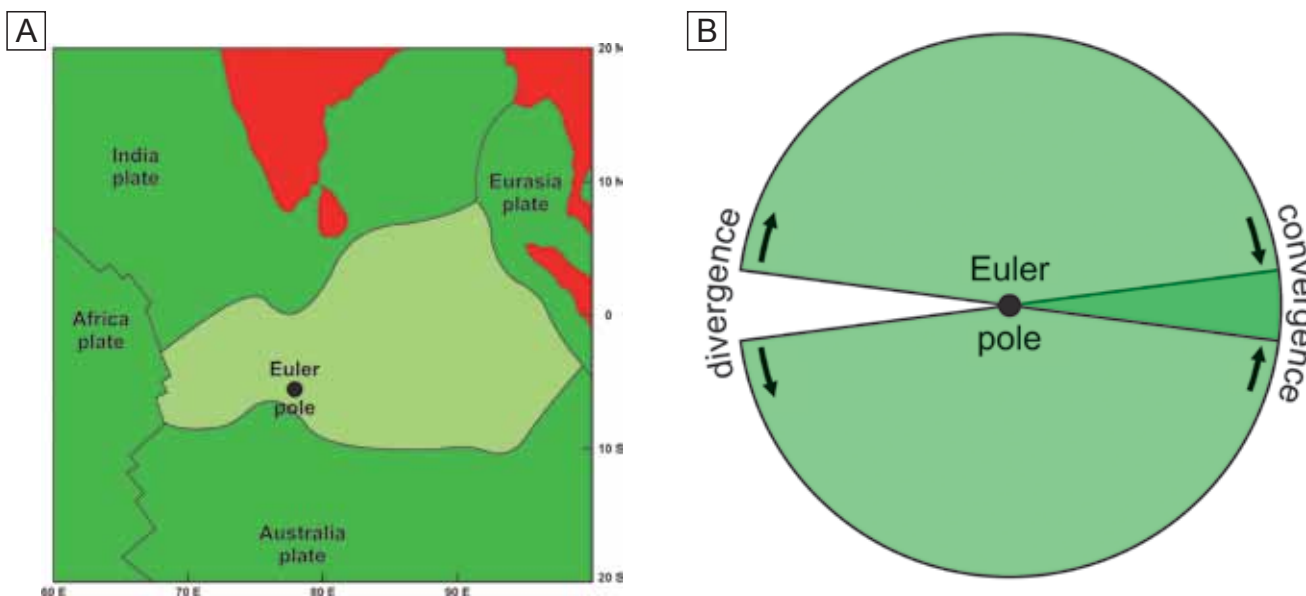 A
B
20 N
India
plate
10 N
Eurasia
plate
Africa
plate
0
Euler
pole
10 S
Australia
plate
20 S
60 E
70 E
80 E
90 E
divergence
Euler
pole
convergence